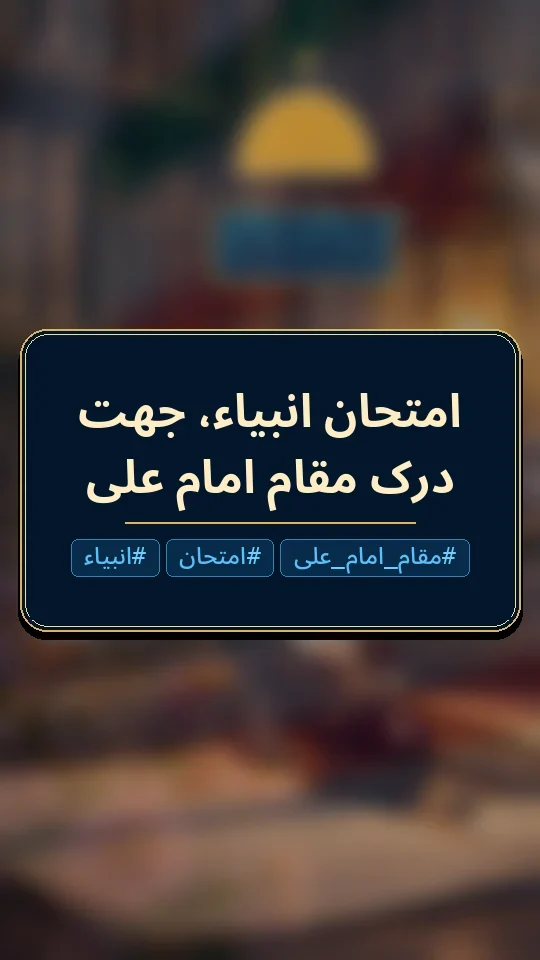 امتحان انبیاء، جهت
درک مقام امام علی
#مقام_امام_علی #امتحان #انبیاء